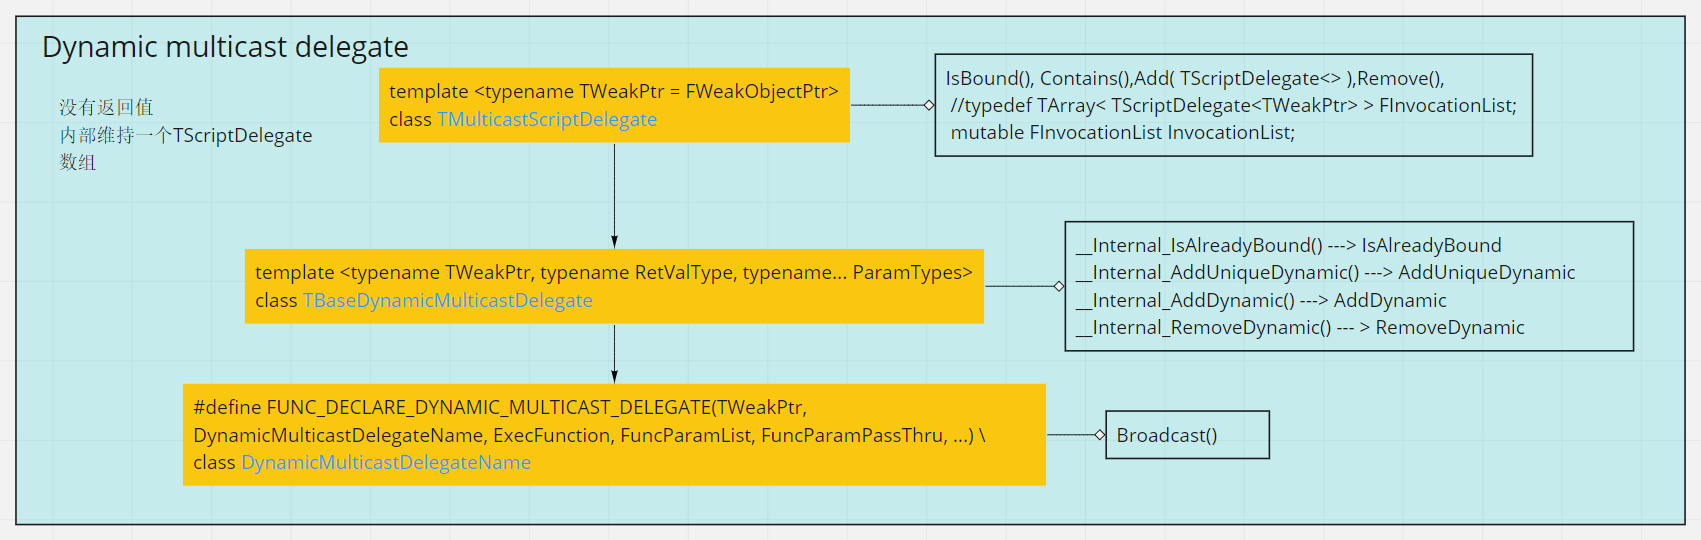 Dynamic multicast delegate
没有返回值
内部维持一个TScriptDelegate
数组
template <typename TWeakPtr = FWeakObjectPtr>
class TMulticastScriptDelegate
IsBound(), Contains(),Add( TScriptDelegate<> ),Remove(),
//typedef TArray< TScriptDelegate<TWeakPtr> > FInvocationList;
mutable FInvocationList InvocationList;
template <typename TWeakPtr, typename RetValType, typename... ParamTypes>
class TBaseDynamicMulticastDelegate
__Internal_IsAlreadyBound() ---> IsAlreadyBound
__Internal_AddUniqueDynamic() ---> AddUniqueDynamic
__Internal_AddDynamic() ---> AddDynamic
__Internal_RemoveDynamic() --- > RemoveDynamic
#define FUNC_DECLARE_DYNAMIC_MULTICAST_DELEGATE(TWeakPtr,
DynamicMulticastDelegateName, ExecFunction, FuncParamList, FuncParamPassThru, ...) \
class DynamicMulticastDelegateName
Broadcast()